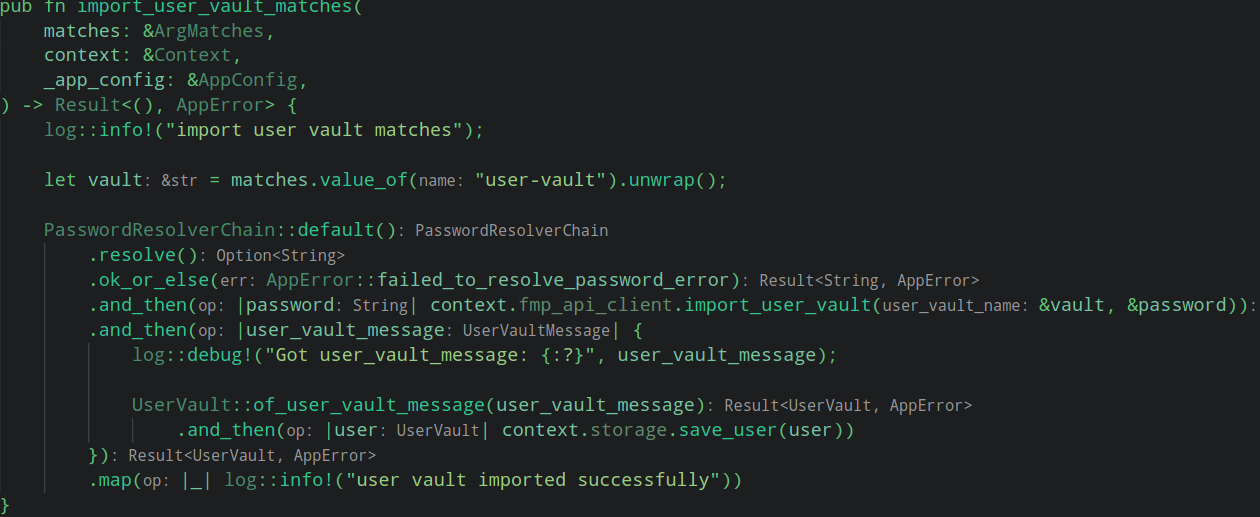 pub fn import_user_vault_matches(
    matches: &ArgMatches,
    context: &Context,
    _app_config: &AppConfig,
) -> Result<(), AppError> {
    log::info!("import user vault matches");

    let vault: &str = matches.value_of(name: "user-vault").unwrap();

    PasswordResolverChain::default(): PasswordResolverChain
        .resolve(): Option<String>
        .ok_or_else(err: AppError::failed_to_resolve_password_error): Result<String, AppError>
        .and_then(op: |password: String| context.fmp_api_client.import_user_vault(user_vault_name: &vault, &password)):
        .and_then(op: |user_vault_message: UserVaultMessage| {
            log::debug!("Got user_vault_message: {:?}", user_vault_message);

            UserVault::of_user_vault_message(user_vault_message): Result<UserVault, AppError>
                .and_then(op: |user: UserVault| context.storage.save_user(user))
        }): Result<UserVault, AppError>
        .map(op: |_| log::info!("user vault imported successfully"))
}